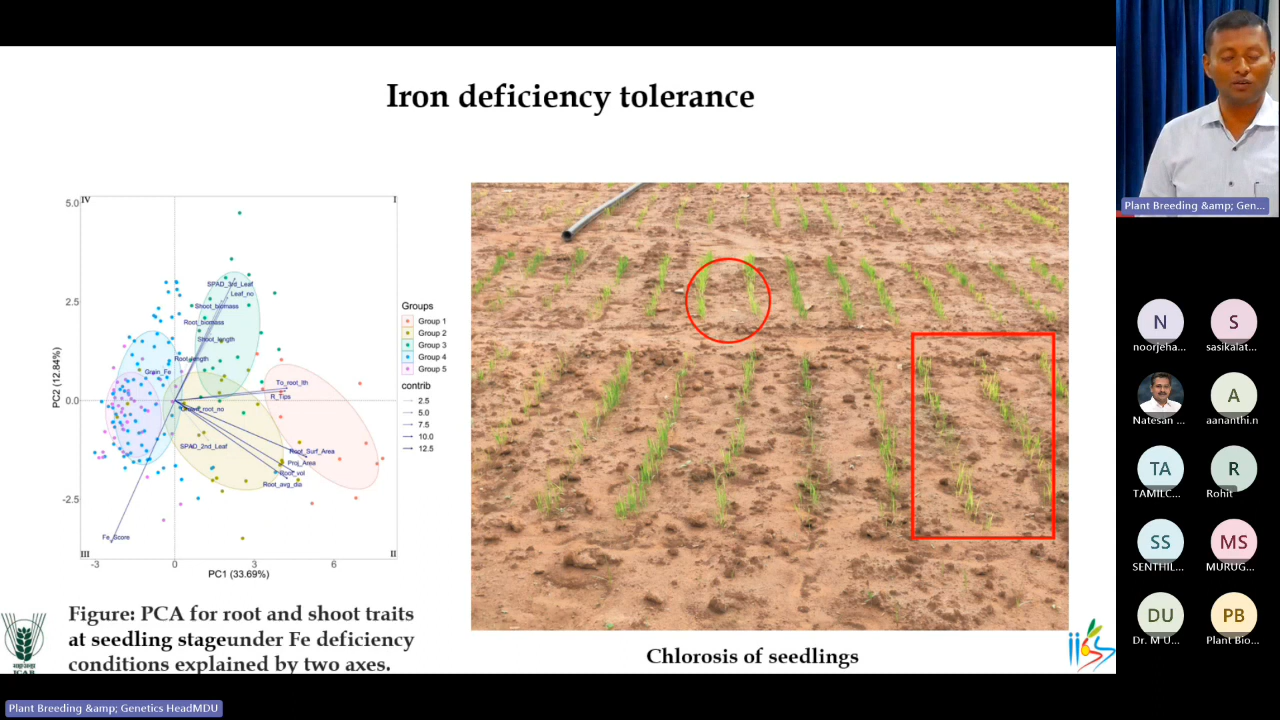 Iron deficiency tolerance
5.0
IV
I
2.5
0.0
-2.5
III
II
-3
0
3
6
PC2 (12.84%)
PC1 (33.69%)
SPAD_3rd_Leaf
Leaf_no
Shoot_biomass
Root_biomass
Shoot_length
Root_length
Grain_Fe
To_root_lth
R_Tips
Crown_root_no
SPAD_2nd_Leaf
Root_Surf_Area
Proj_Area
Root_vol
Root_avg_dia
Fe_Score
Groups
Group 1
Group 2
Group 3
Group 4
Group 5
contrib
2.5
5.0
7.5
10.0
12.5
Figure: PCA for root and shoot traits
at seedling stageunder Fe deficiency
conditions explained by two axes.
Chlorosis of seedlings
ICAR
Plant Breeding &amp; Genetics HeadMDU
Plant Breeding &amp; Gen...
N
noorjeha...
S
sasikalat...
Natesan ...
A
aananthi.n
TA
TAMILC...
R
Rohit
SS
SENTHIL...
MS
MURUG...
DU
Dr. M U...
PB
Plant Bio...